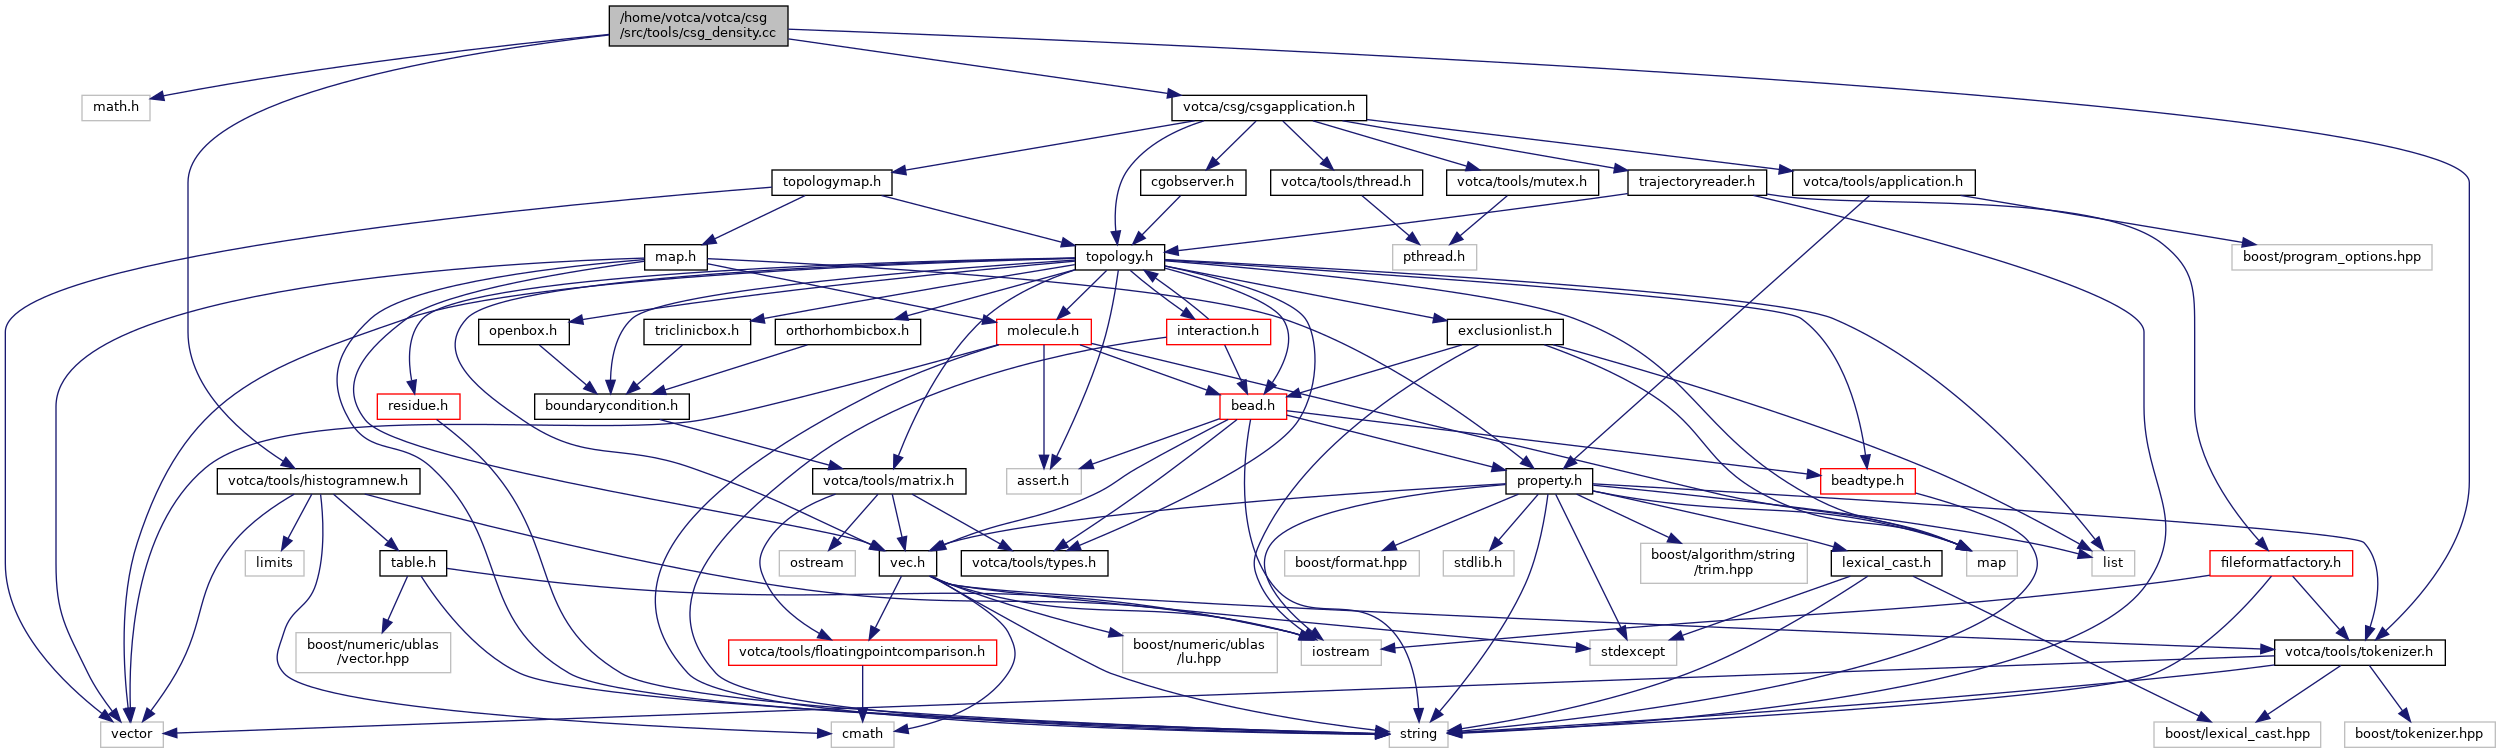 /home/votca/votca/csg
/src/tools/csg_density.cc
math.h
votca/csg/csgapplication.h
topologymap.h
cgobserver.h
votca/tools/thread.h
votca/tools/mutex.h
trajectoryreader.h
votca/tools/application.h
map.h
topology.h
pthread.h
boost/program_options.hpp
openbox.h
triclinicbox.h
orthorhombicbox.h
molecule.h
interaction.h
exclusionlist.h
residue.h
boundarycondition.h
bead.h
votca/tools/histogramnew.h
votca/tools/matrix.h
assert.h
property.h
beadtype.h
limits
table.h
ostream
vec.h
votca/tools/types.h
boost/format.hpp
stdlib.h
boost/algorithm/string
/trim.hpp
lexical_cast.h
map
list
fileformatfactory.h
boost/numeric/ublas
/vector.hpp
votca/tools/floatingpointcomparison.h
boost/numeric/ublas
/lu.hpp
iostream
stdexcept
votca/tools/tokenizer.h
vector
cmath
string
boost/lexical_cast.hpp
boost/tokenizer.hpp